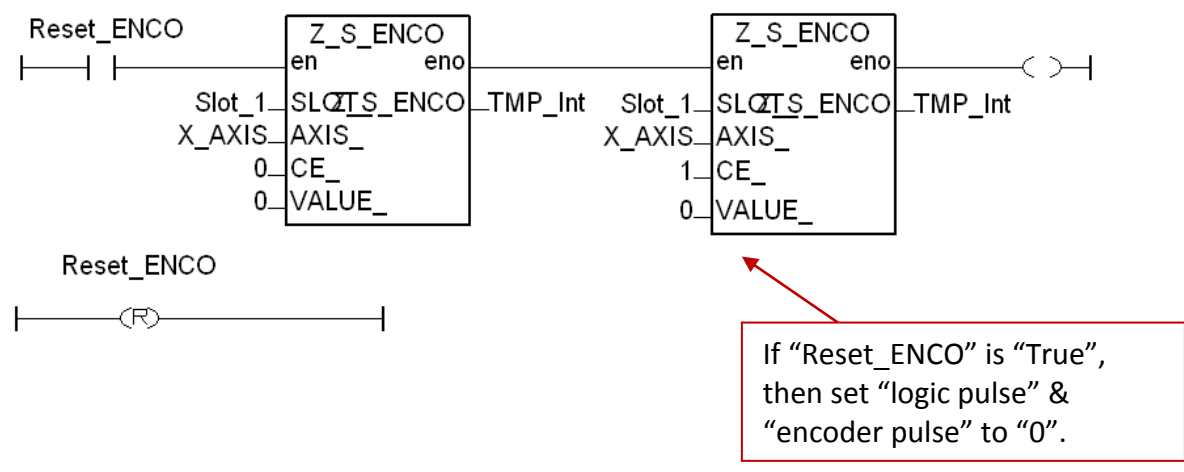 Reset_ENCO
Z_S_ENCO
Z_S_ENCO
en eno
en eno
Slot_1 SLOT_ Z_S_ENCO TMP_Int
Slot_1 SLOT_ Z_S_ENCO TMP_Int
X_AXIS AXIS_
X_AXIS AXIS_
0 CE_
1 CE_
0 VALUE_
0 VALUE_
Reset_ENCO
R
If “Reset_ENCO” is “True”,
then set “logic pulse” &
“encoder pulse” to “0”.